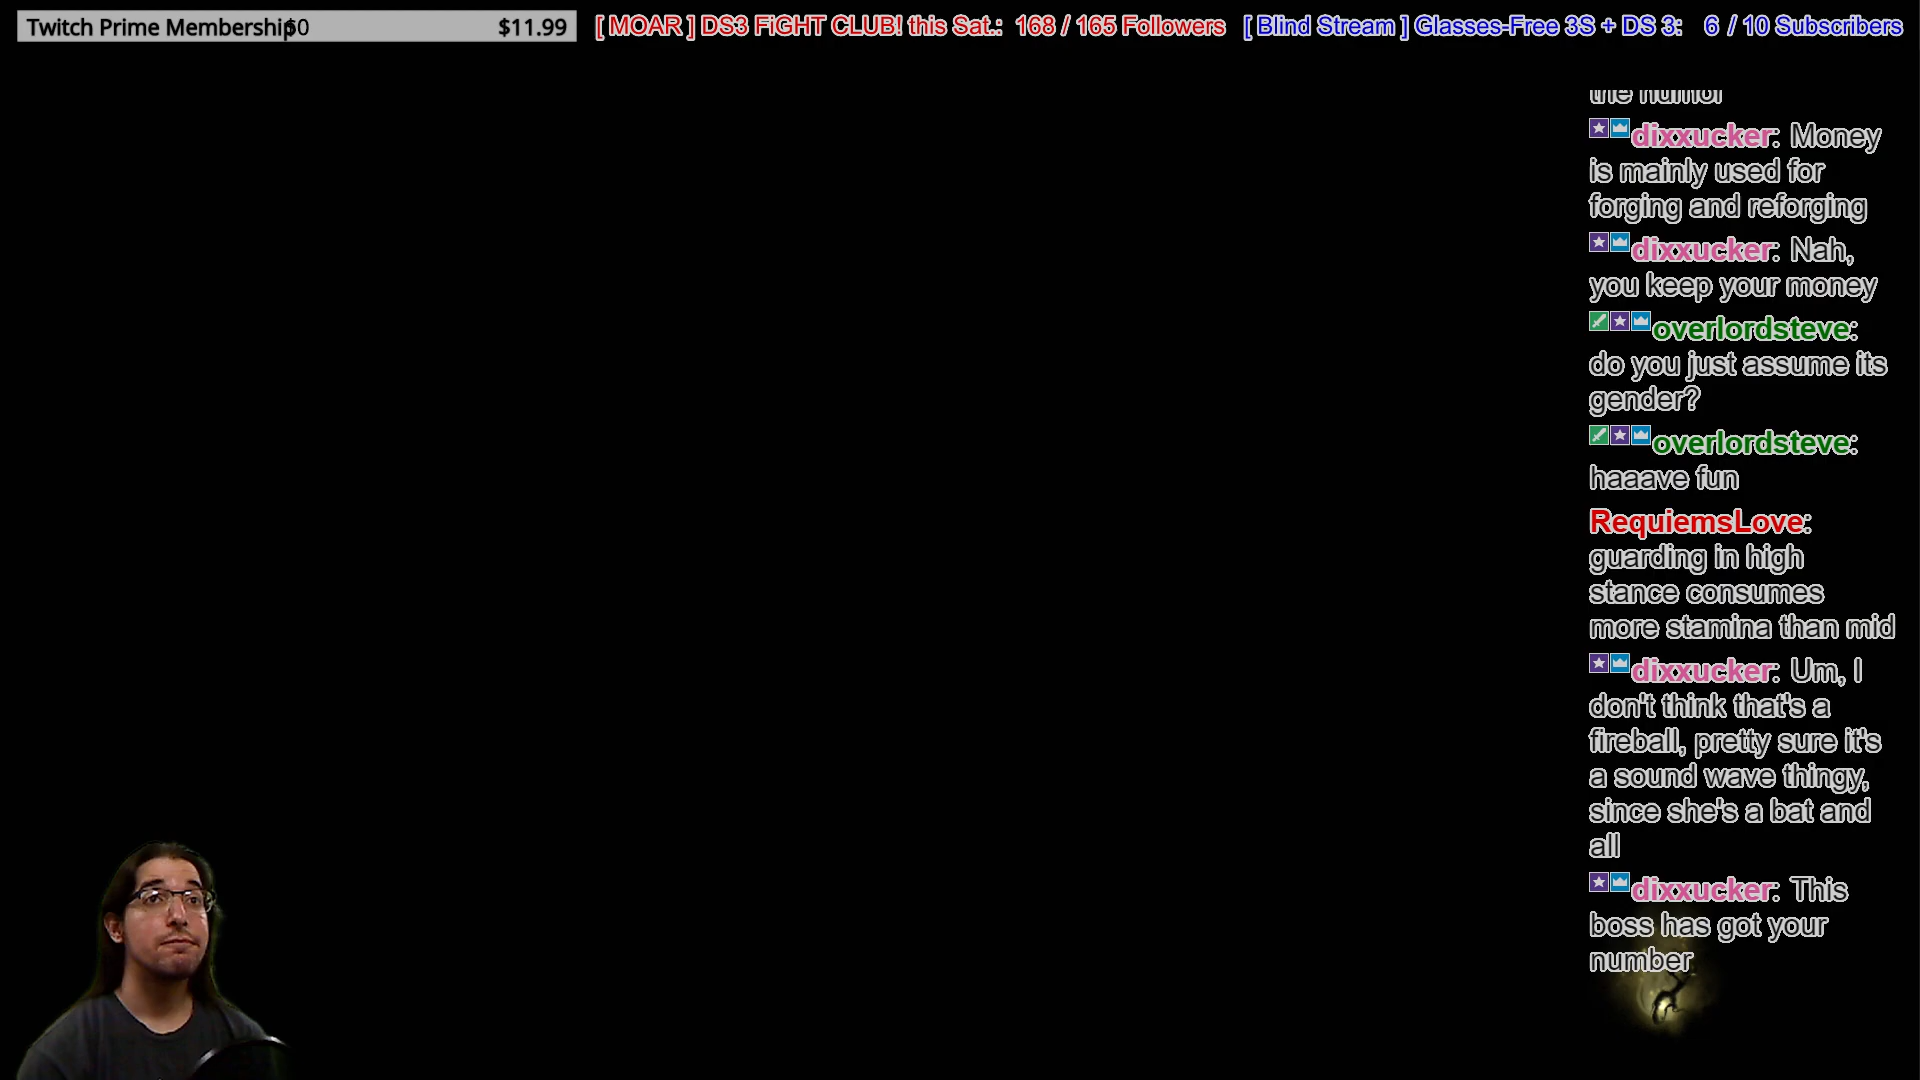 Twitch Prime Membership $0 $11.99
[ MOAR ] DS3 FiGHT CLUB! this Sat.: 168 / 165 Followers
[ Blind Stream ] Glasses-Free 3S + DS 3: 6 / 10 Subscribers
the humor
dixxucker: Money
is mainly used for
forging and reforging
dixxucker: Nah,
you keep your money
overlordsteve:
do you just assume its
gender?
overlordsteve:
haaave fun
RequiemsLove:
guarding in high
stance consumes
more stamina than mid
dixxucker: Um, I
don't think that's a
fireball, pretty sure it's
a sound wave thingy,
since she's a bat and
all
dixxucker: This
boss has got your
number